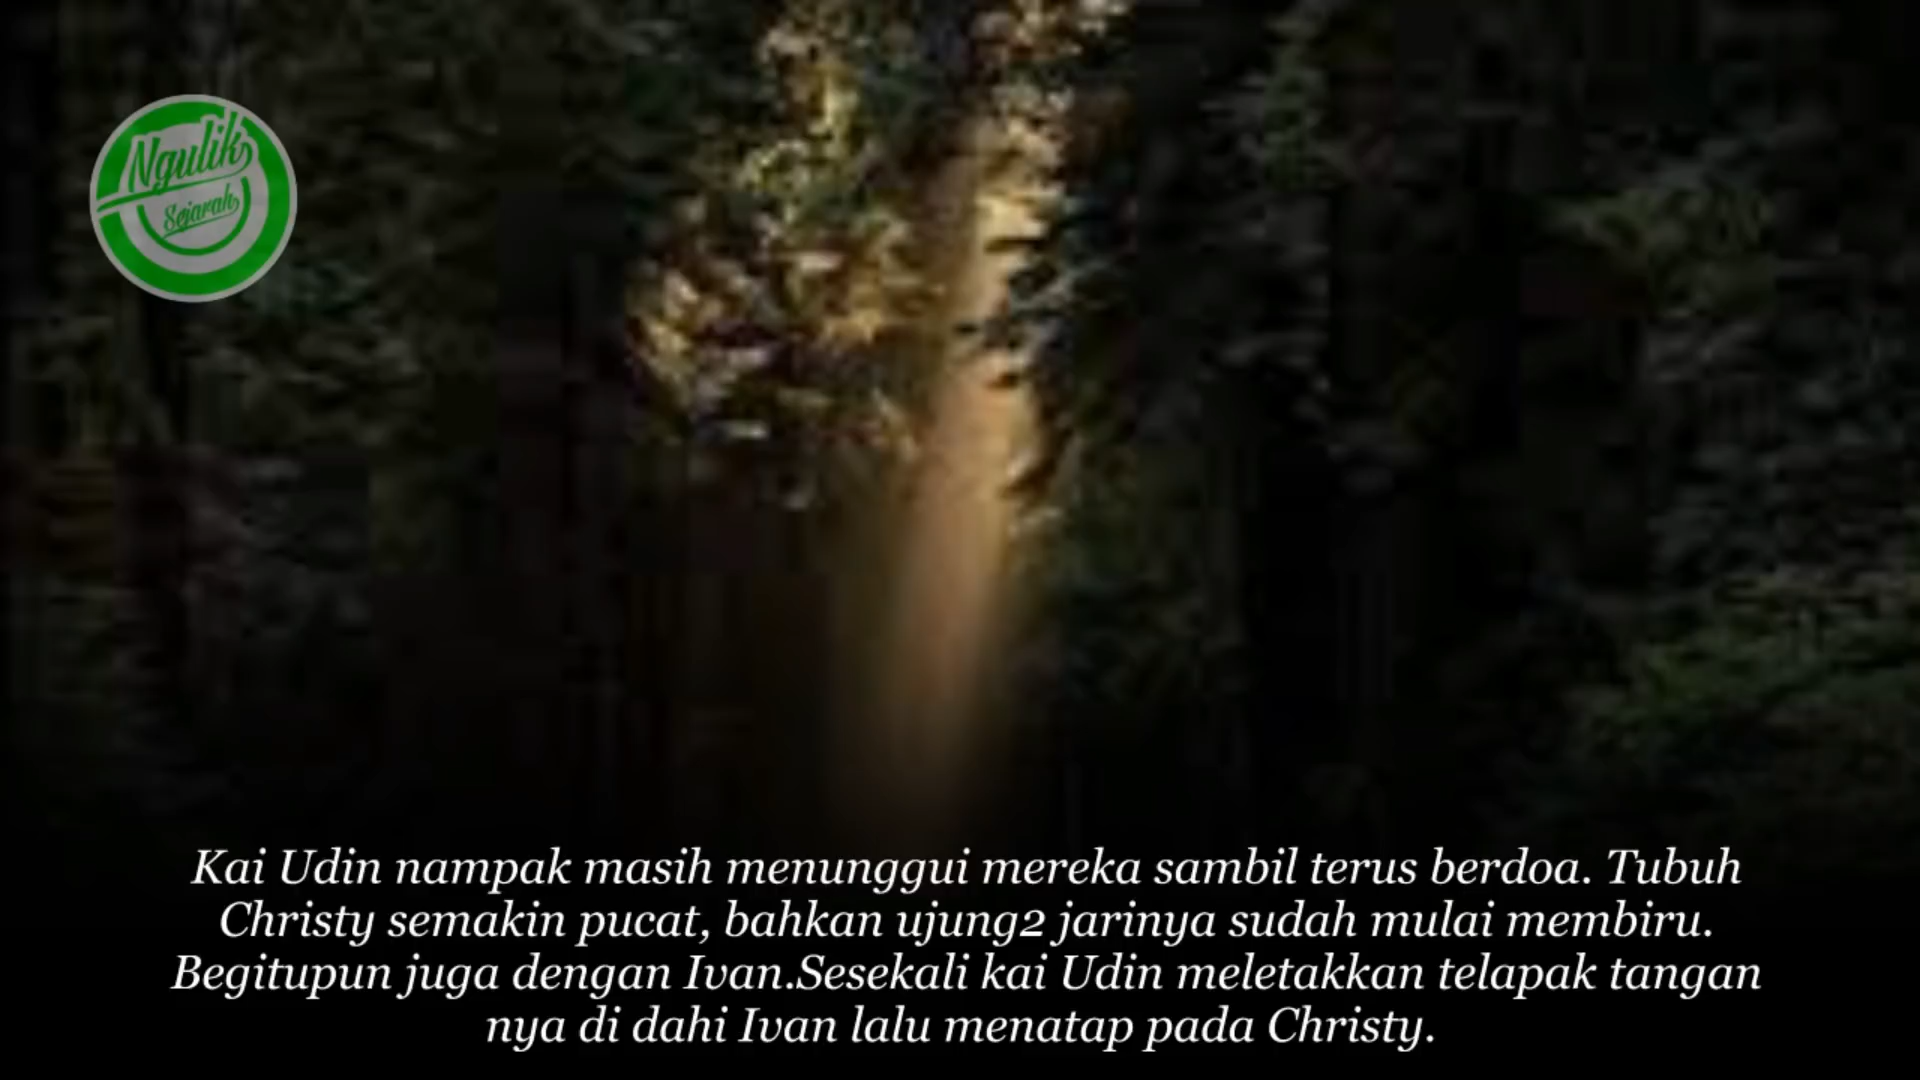 Ngulik
Sejarah
Kai Udin nampak masih menunggui mereka sambil terus berdoa. Tubuh
Christy semakin pucat, bahkan ujung2 jarinya sudah mulai membiru.
Begitupun juga dengan Ivan.Sesekali kai Udin meletakkan telapak tangan
nya di dahi Ivan lalu menatap pada Christy.